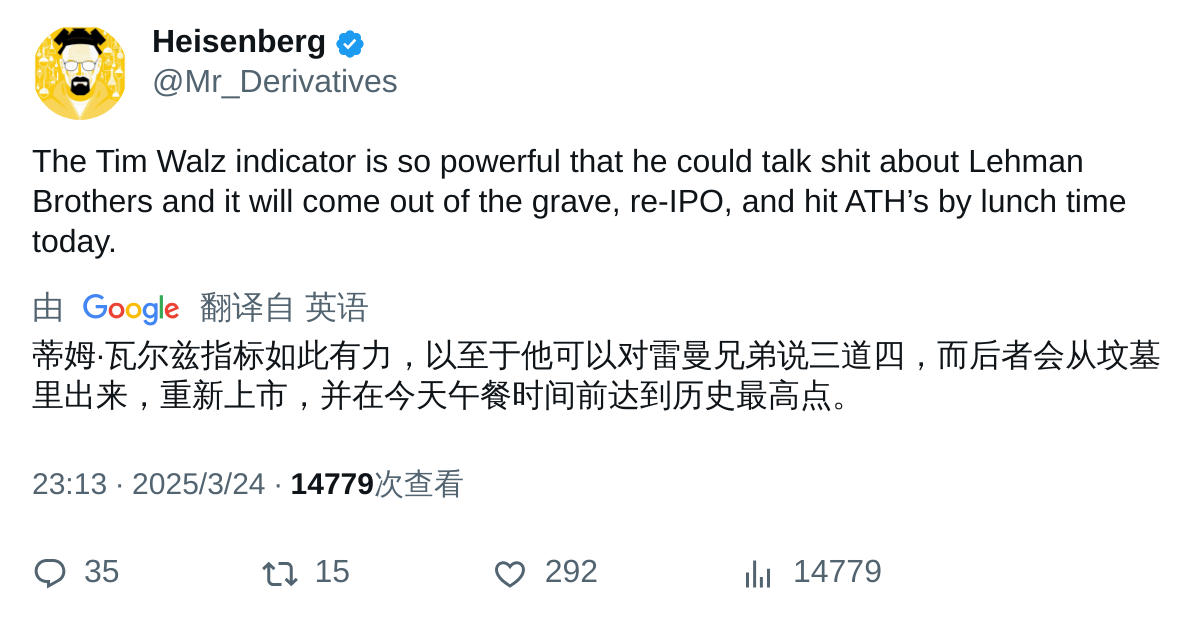 Heisenberg
@Mr_Derivatives
The Tim Walz indicator is so powerful that he could talk shit about Lehman
Brothers and it will come out of the grave, re-IPO, and hit ATH’s by lunch time
today.
由 Google 翻译自 英语
蒂姆·瓦尔兹指标如此有力，以至于他可以对雷曼兄弟说三道四，而后者会从坟墓
里出来，重新上市，并在今天午餐时间前达到历史最高点。
23:13 · 2025/3/24 · 14779次查看
35 15 292 14779